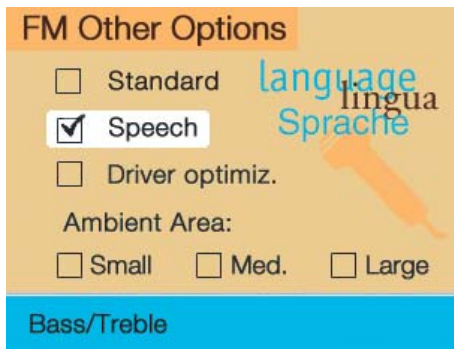 FM Other Options
Standard
language
lingua
Speech
Sprache
Driver optimiz.
Ambient Area:
Small Med. Large
Bass/Treble